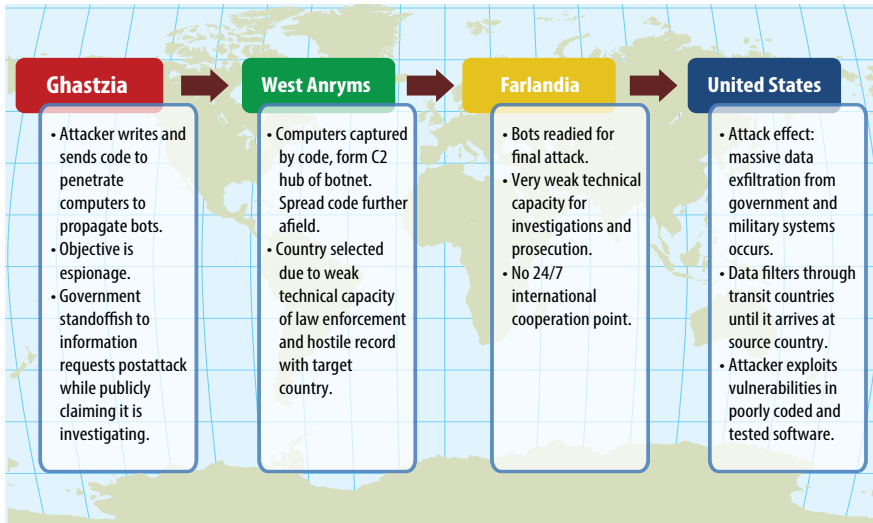 Ghastzia
• Attacker writes and
sends code to
penetrate
computers to
propagate bots.
• Objective is
espionage.
• Government
standoffish to
information
requests postattack
while publicly
claiming it is
investigating.
West Anryms
• Computers captured
by code, form C2
hub of botnet.
Spread code further
afield.
• Country selected
due to weak
technical capacity
of law enforcement
and hostile record
with target
country.
Farlandia
• Bots readied for
final attack.
• Very weak technical
capacity for
investigations and
prosecution.
• No 24/7
international
cooperation point.
United States
• Attack effect:
massive data
exfiltration from
government and
military systems
occurs.
• Data filters through
transit countries
until it arrives at
source country.
• Attacker exploits
vulnerabilities in
poorly coded and
tested software.